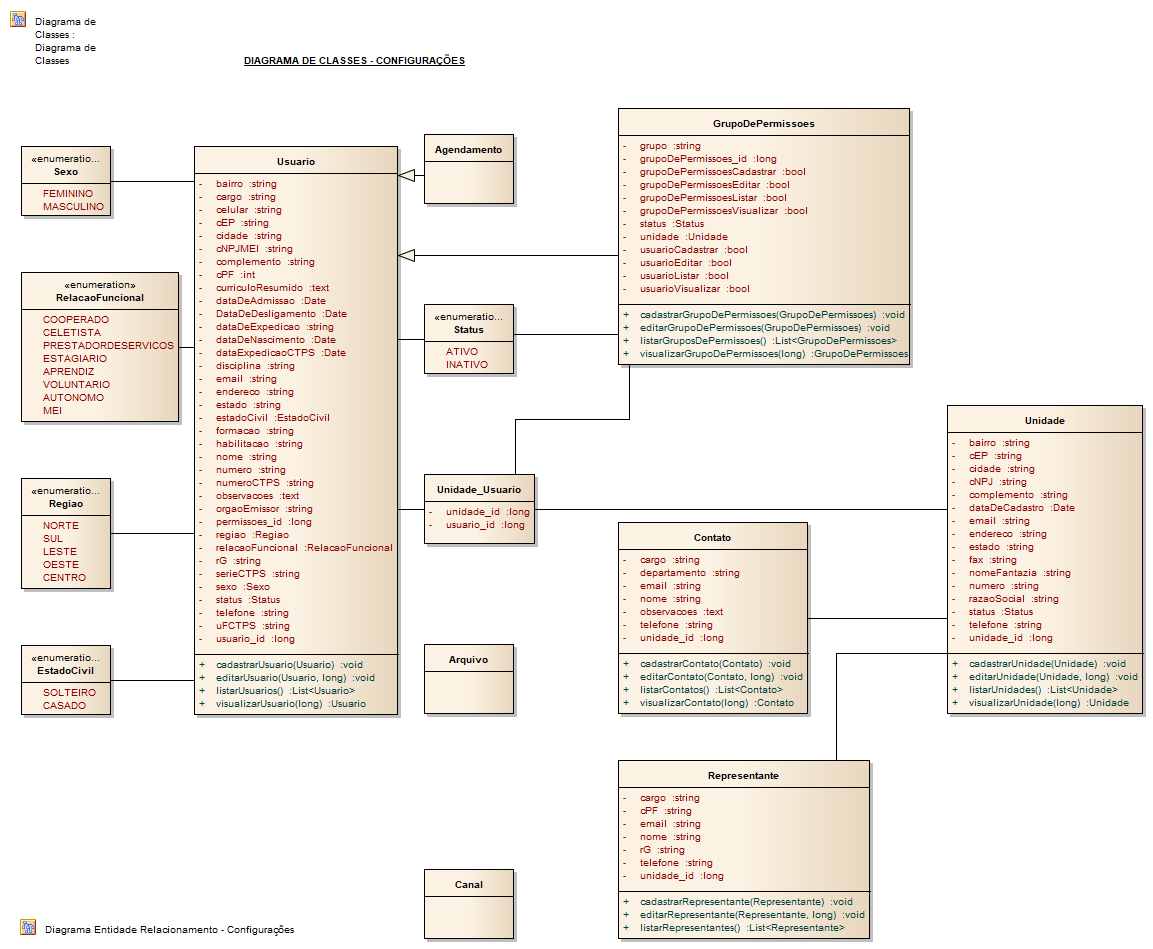 Diagrama de
Classes :
Diagrama de
Classes
DIAGRAMA DE CLASSES - CONFIGURAÇÕES
«enumeratio...
Sexo
FEMININO
MASCULINO
«enumeration»
RelacaoFuncional
COOPERADO
CELETISTA
PRESTADORDESERVICOS
ESTAGIARIO
APRENDIZ
VOLUNTARIO
AUTONOMO
MEI
«enumeratio...
Regiao
NORTE
SUL
LESTE
OESTE
CENTRO
«enumeratio...
EstadoCivil
SOLTEIRO
CASADO
Usuario
- bairro :string
- cargo :string
- celular :string
- cEP :string
- cidade :string
- cNPJMEI :string
- complemento :string
- cPF :int
- curriculoResumido :text
- dataDeAdmissao :Date
- DataDeDesligamento :Date
- dataDeExpedicao :string
- dataDeNascimento :Date
- dataExpedicaoCTPS :Date
- disciplina :string
- email :string
- endereco :string
- estado :string
- estadoCivil :EstadoCivil
- formacao :string
- habilitacao :string
- nome :string
- numero :string
- numeroCTPS :string
- observacoes :text
- orgaoEmissor :string
- permissoes_id :long
- regiao :Regiao
- relacaoFuncional :RelacaoFuncional
- rG :string
- serieCTPS :string
- sexo :Sexo
- status :Status
- telefone :string
- uFCTPS :string
- usuario_id :long
+ cadastrarUsuario(Usuario) :void
+ editarUsuario(Usuario, long) :void
+ listarUsuarios() :List<Usuario>
+ visualizarUsuario(long) :Usuario
Agendamento
«enumeratio...
Status
ATIVO
INATIVO
Unidade_Usuario
- unidade_id :long
- usuario_id :long
Arquivo
Canal
GrupoDePermissoes
- grupo :string
- grupoDePermissoes_id :long
- grupoDePermissoesCadastrar :bool
- grupoDePermissoesEditar :bool
- grupoDePermissoesListar :bool
- grupoDePermissoesVisualizar :bool
- status :Status
- unidade :Unidade
- usuarioCadastrar :bool
- usuarioEditar :bool
- usuarioListar :bool
- usuarioVisualizar :bool
+ cadastrarGrupoDePermissoes(GrupoDePermissoes) :void
+ editarGrupoDePermissoes(GrupoDePermissoes) :void
+ listarGruposDePermissoes() :List<GrupoDePermissoes>
+ visualizarGrupoDePermissoes(long) :GrupoDePermissoes
Contato
- cargo :string
- departamento :string
- email :string
- nome :string
- observacoes :text
- telefone :string
- unidade_id :long
+ cadastrarContato(Contato) :void
+ editarContato(Contato, long) :void
+ listarContatos() :List<Contato>
+ visualizarContato(long) :Contato
Unidade
- bairro :string
- cEP :string
- cidade :string
- cNPJ :string
- complemento :string
- dataDeCadastro :Date
- email :string
- endereco :string
- estado :string
- fax :string
- nomeFantazia :string
- numero :string
- razaoSocial :string
- status :Status
- telefone :string
- unidade_id :long
+ cadastrarUnidade(Unidade) :void
+ editarUnidade(Unidade, long) :void
+ listarUnidades() :List<Unidade>
+ visualizarUnidade(long) :Unidade
Representante
- cargo :string
- cPF :string
- email :string
- nome :string
- rG :string
- telefone :string
- unidade_id :long
+ cadastrarRepresentante(Representante) :void
+ editarRepresentante(Representante, long) :void
+ listarRepresentantes() :List<Representante>
Diagrama Entidade Relacionamento - Configurações